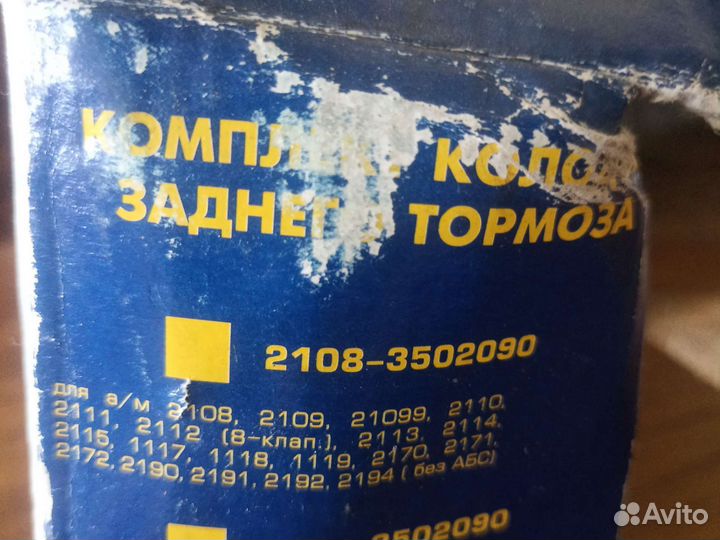 ЗАДНЕГО ТОРМОЗА
2108-3502090
для а/м 2108, 2109, 21099, 2110,
2111, 2112 (8-клап.), 2113, 2114,
2115, 1117, 1118, 1119, 2170, 2171,
2172, 2190, 2191, 2192, 2194 (без АБС)
-3502090
Avito